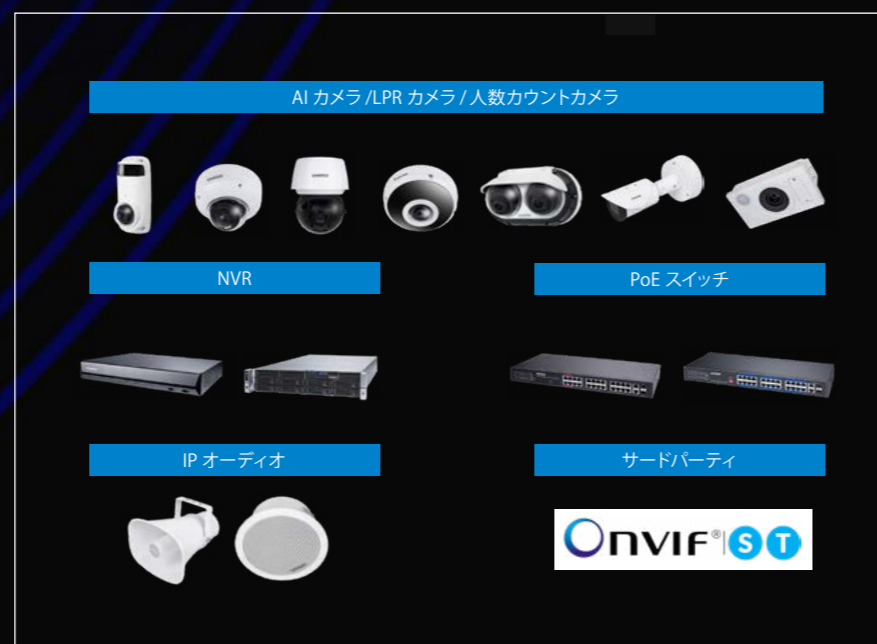 AI カメラ /LPR カメラ / 人数カウントカメラ
NVR
PoE スイッチ
IP オーディオ
サードパーティ
ONVIF® | S T